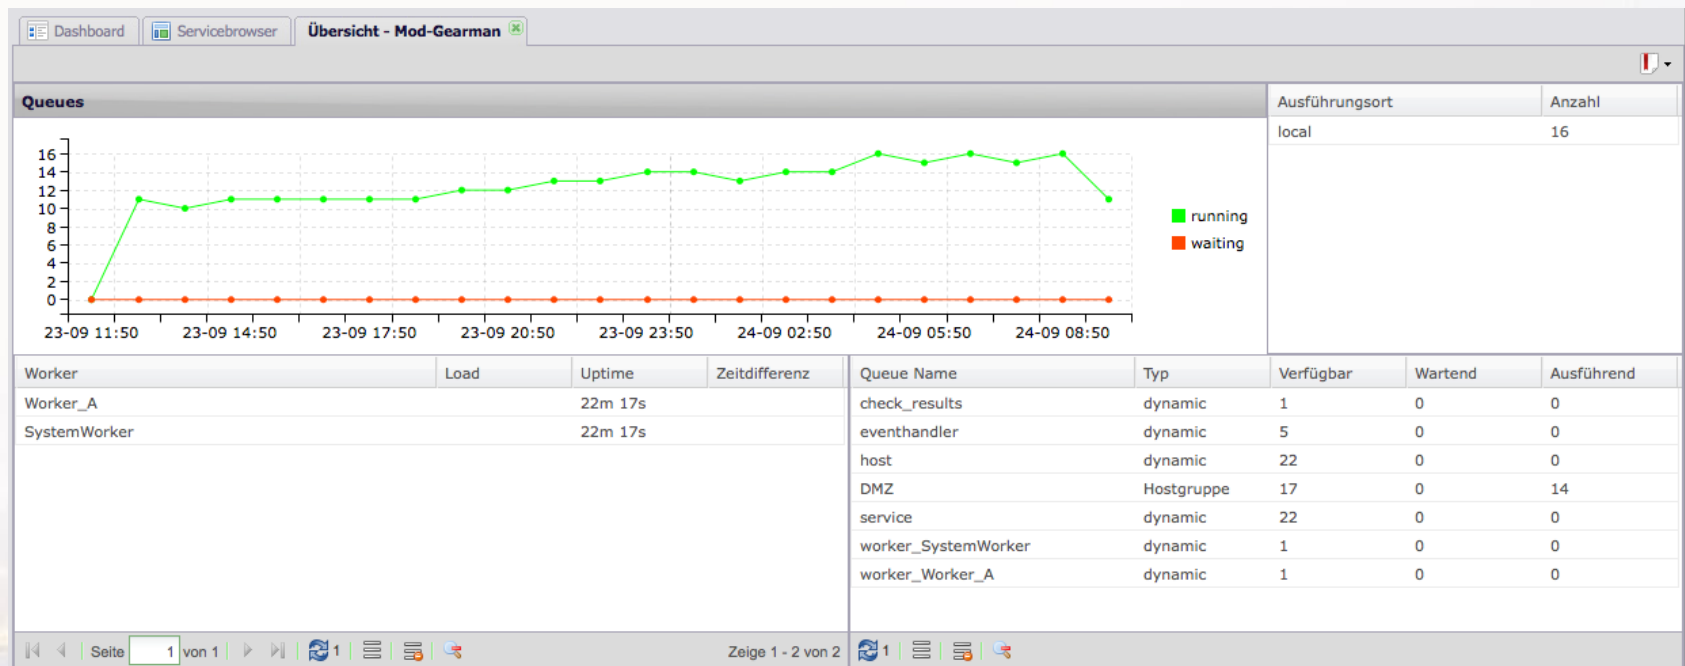 Dashboard Servicebrowser Übersicht - Mod-Gearman
Queues
16
14
12
10
8
6
4
2
0
23-09 11:50 23-09 14:50 23-09 17:50 23-09 20:50 23-09 23:50 24-09 02:50 24-09 05:50 24-09 08:50
running
waiting
Ausführungsort Anzahl
local 16
Worker Load Uptime Zeitdifferenz
Worker_A 22m 17s
SystemWorker 22m 17s
Seite 1 von 1 1 Zeige 1 - 2 von 2
Queue Name Typ Verfügbar Wartend Ausführend
check_results dynamic 1 0 0
eventhandler dynamic 5 0 0
host dynamic 22 0 0
DMZ Hostgruppe 17 0 14
service dynamic 22 0 0
worker_SystemWorker dynamic 1 0 0
worker_Worker_A dynamic 1 0 0
1